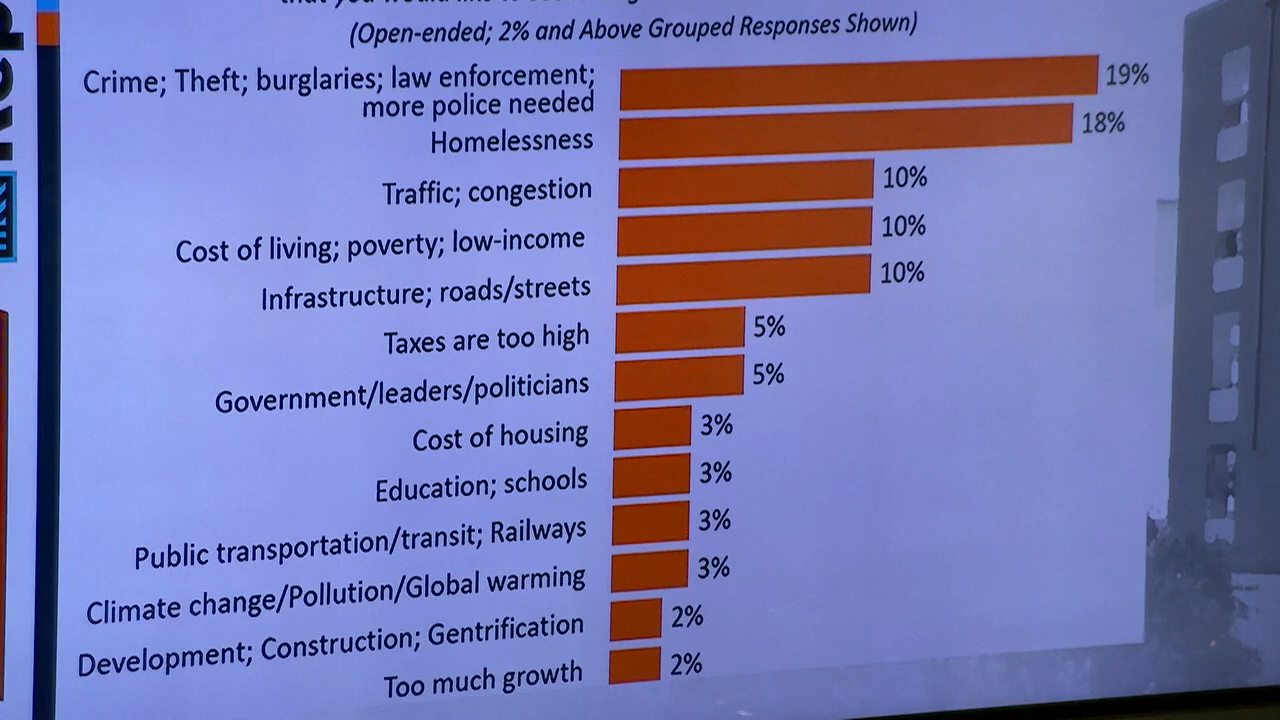 (Open-ended; 2% and Above Grouped Responses Shown)
Crime; Theft; burglaries; law enforcement;
more police needed 19%
Homelessness 18%
Traffic; congestion 10%
Cost of living; poverty; low-income 10%
Infrastructure; roads/streets 10%
Taxes are too high 5%
Government/leaders/politicians 5%
Cost of housing 3%
Education; schools 3%
Public transportation/transit; Railways 3%
Climate change/Pollution/Global warming 3%
Development; Construction; Gentrification 2%
Too much growth 2%